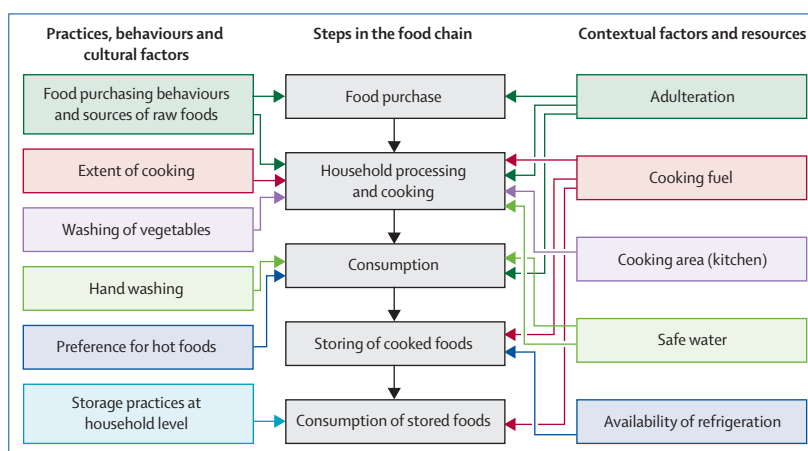 Practices, behaviours and
cultural factors
Steps in the food chain
Contextual factors and resources
Food purchasing behaviours
and sources of raw foods
Food purchase
Adulteration
Extent of cooking
Household processing
and cooking
Cooking fuel
Washing of vegetables
Consumption
Cooking area (kitchen)
Hand washing
Preference for hot foods
Storing of cooked foods
Safe water
Storage practices at
household level
Consumption of stored foods
Availability of refrigeration